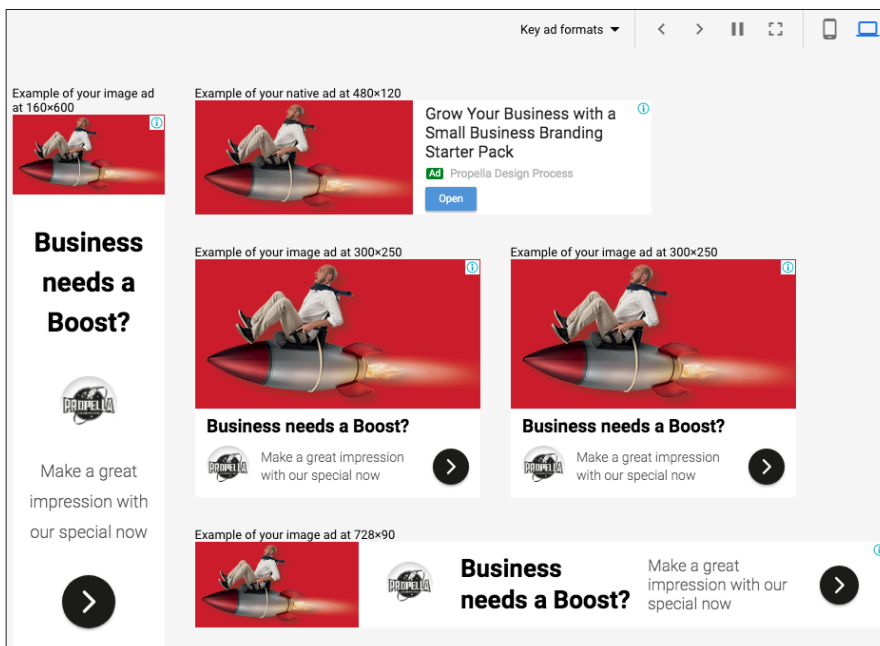 Key ad formats
Example of your image ad
at 160×600
Business
needs a
Boost?
PROPELLA
Make a great
impression with
our special now
Example of your native ad at 480×120
Grow Your Business with a
Small Business Branding
Starter Pack
Ad Propella Design Process
Open
Example of your image ad at 300×250
Business needs a Boost?
PROPELLA
Make a great impression
with our special now
Example of your image ad at 300×250
Business needs a Boost?
PROPELLA
Make a great impression
with our special now
Example of your image ad at 728×90
PROPELLA
Business
needs a Boost?
Make a great
impression with our
special now